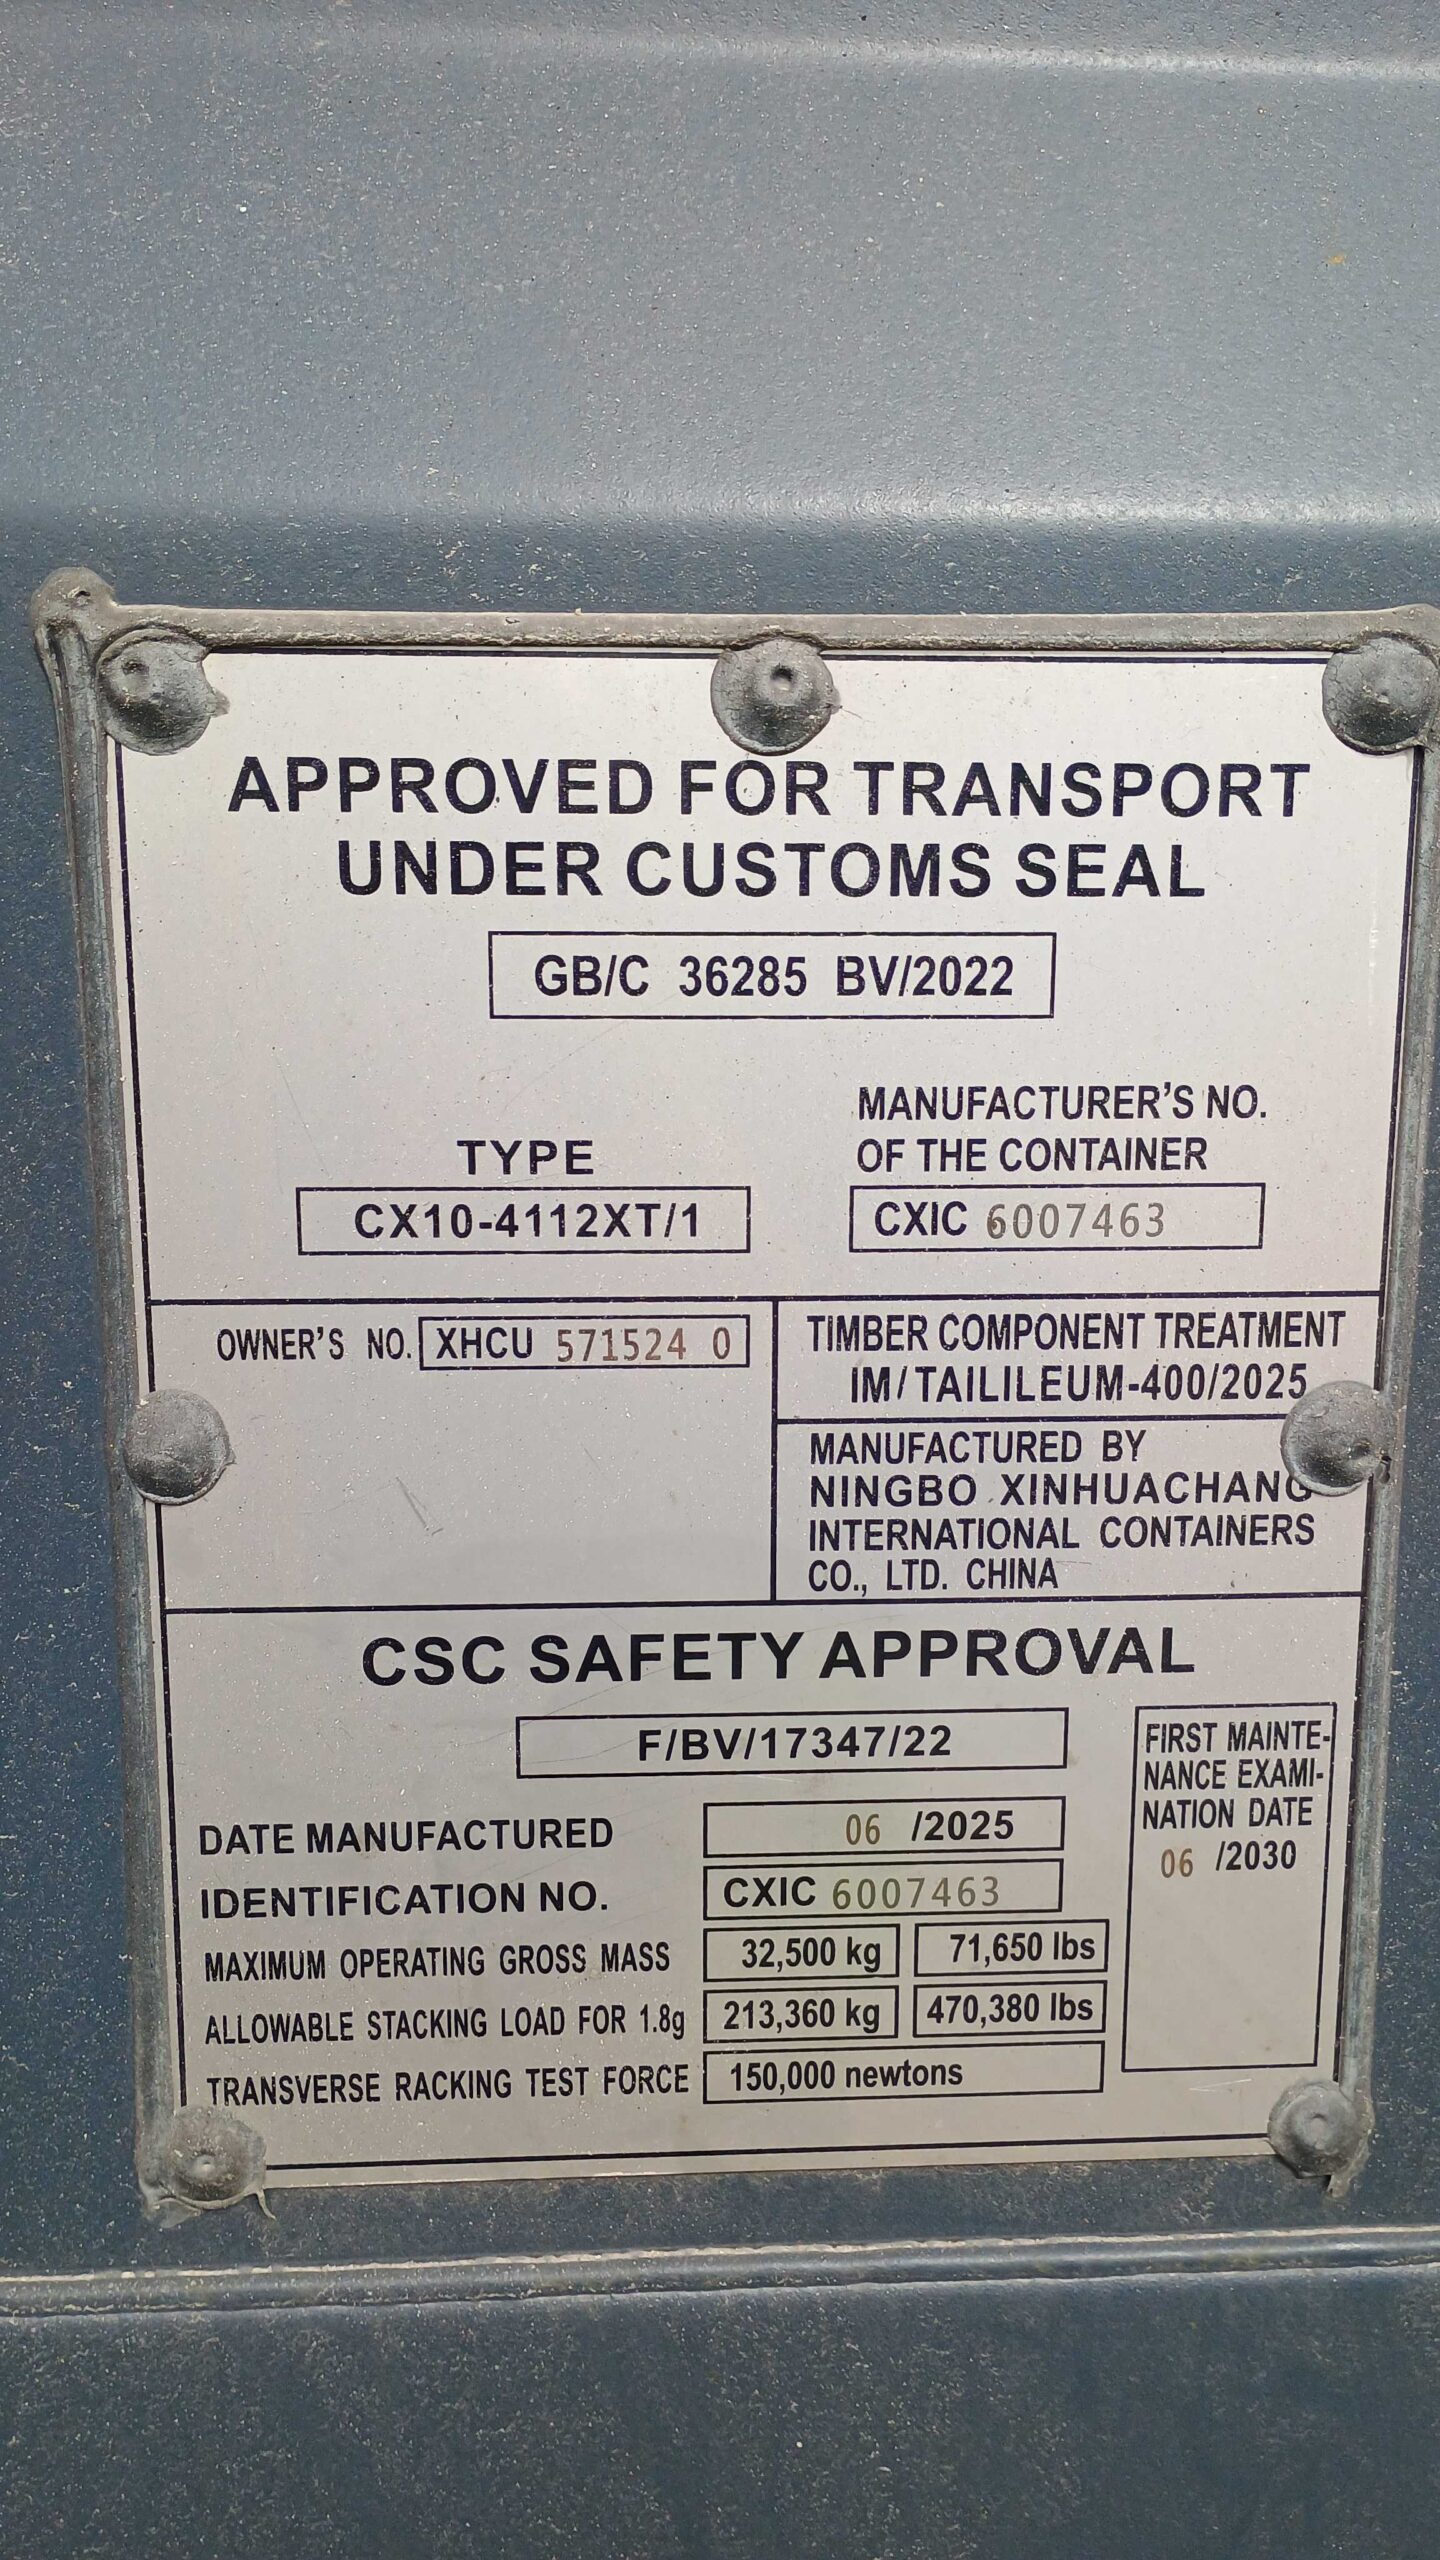 APPROVED FOR TRANSPORT
UNDER CUSTOMS SEAL
GB/C 36285 BV/2022
TYPE
CX10-4112XT/1
MANUFACTURER'S NO.
OF THE CONTAINER
CXIC 6007463
OWNER'S NO. XHCU 571524 0
TIMBER COMPONENT TREATMENT
IM/TAILILEUM-400/2025
MANUFACTURED BY
NINGBO XINHUACHANG
INTERNATIONAL CONTAINERS
CO., LTD. CHINA
CSC SAFETY APPROVAL
F/BV/17347/22
DATE MANUFACTURED 06 /2025
IDENTIFICATION NO. CXIC 6007463
MAXIMUM OPERATING GROSS MASS 32,500 kg 71,650 lbs
ALLOWABLE STACKING LOAD FOR 1.8g 213,360 kg 470,380 lbs
TRANSVERSE RACKING TEST FORCE 150,000 newtons
FIRST MAINTE-
NANCE EXAMI-
NATION DATE
06 /2030